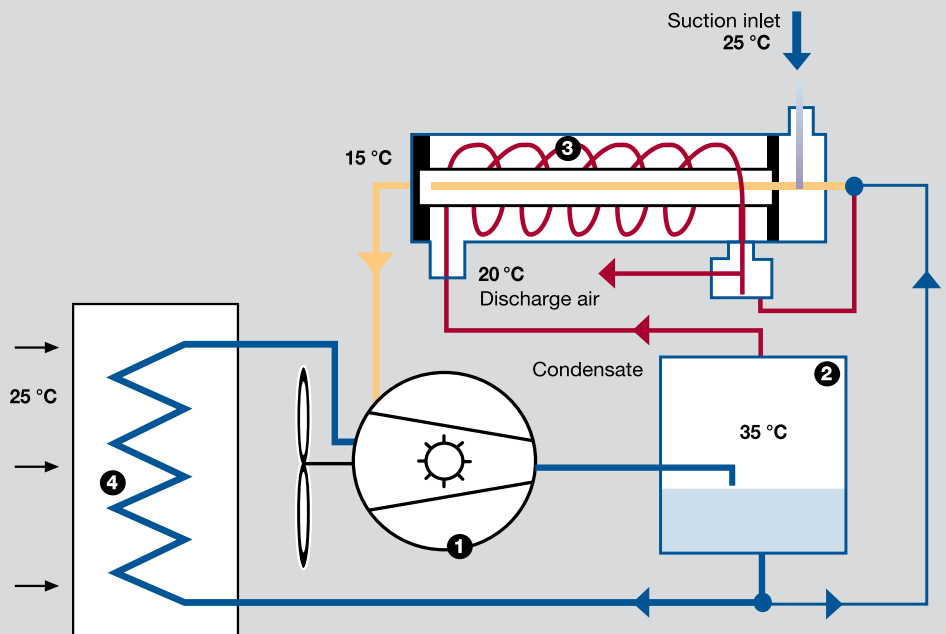 Suction inlet
25 °C
3
15 °C
20 °C
Discharge air
Condensate
2
25 °C
35 °C
4
1